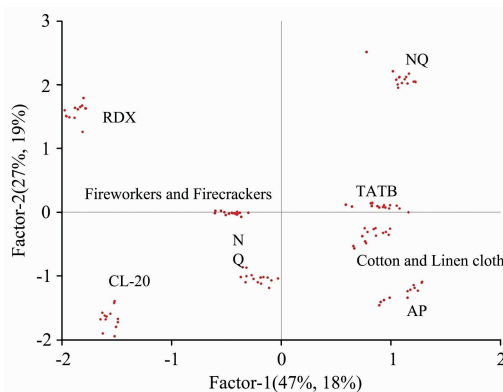 3
2
1
0
-1
-2
-2
-1
0
1
2
Factor-2(27%, 19%)
Factor-1(47%, 18%)
NQ
RDX
Fireworkers and Firecrackers
TATB
N
Q
Cotton and Linen cloth
CL-20
AP